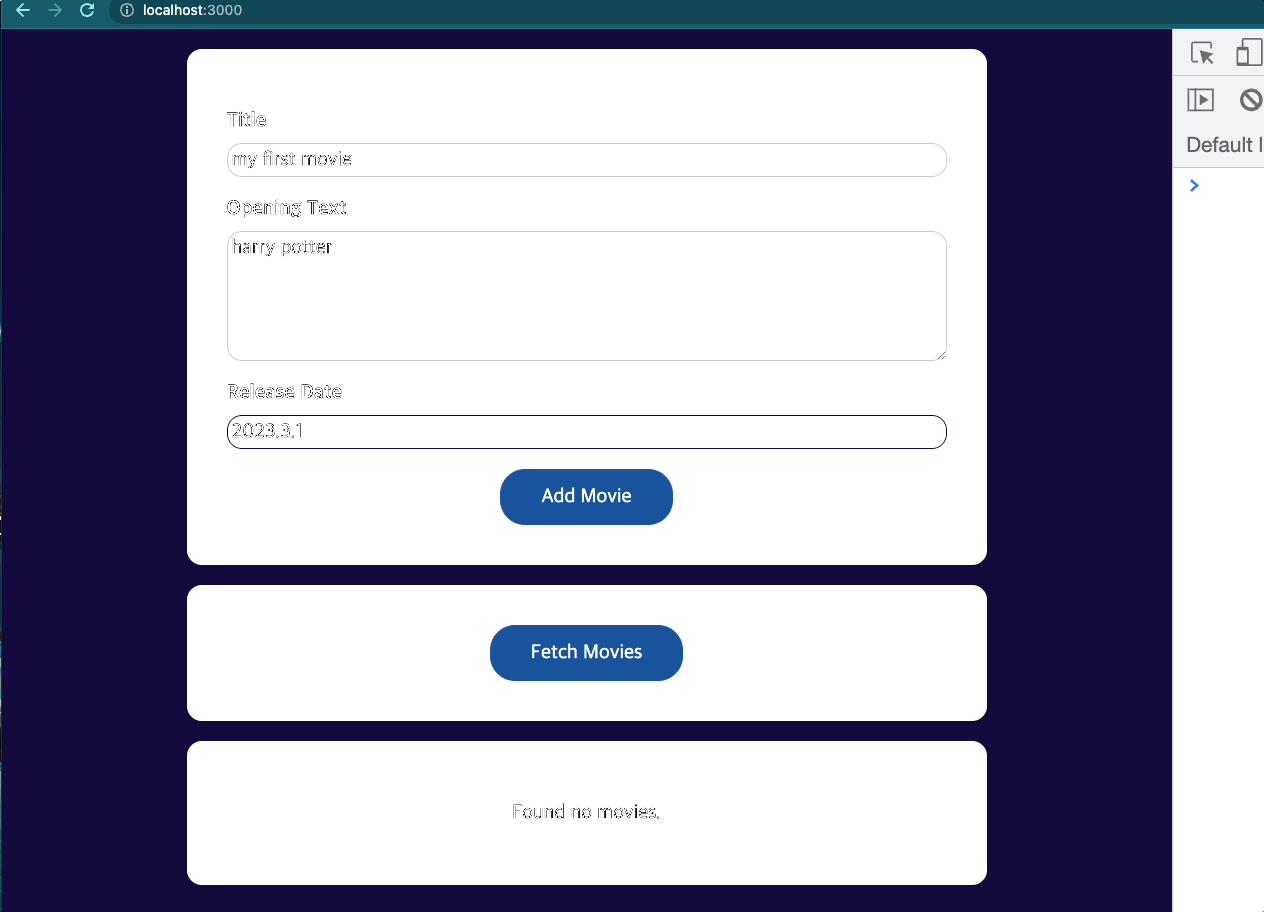 localhost:3000
Title
my first movie
Opening Text
harry potter
Release Date
2023.3.1
Add Movie
Fetch Movies
Found no movies.
Default